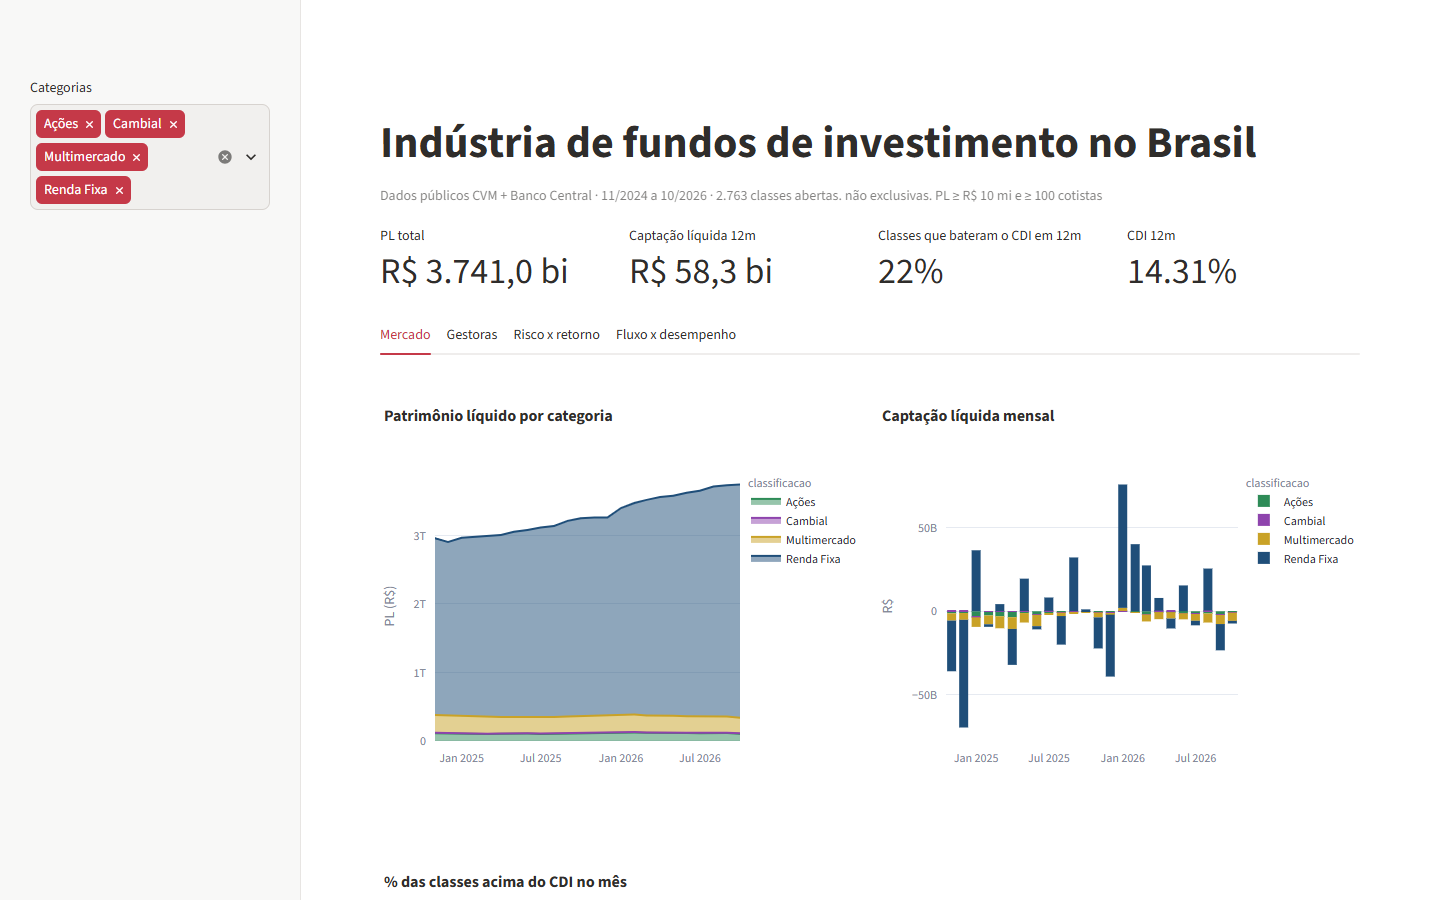 Categorias
Ações
Cambial
Multimercado
Renda Fixa
Indústria de fundos de investimento no Brasil
Dados públicos CVM + Banco Central · 11/2024 a 10/2026 · 2.763 classes abertas. não exclusivas. PL ≥ R$ 10 mi e ≥ 100 cotistas
PL total
R$ 3.741,0 bi
Captação líquida 12m
R$ 58,3 bi
Classes que bateram o CDI em 12m
22%
CDI 12m
14.31%
Mercado
Gestoras
Risco x retorno
Fluxo x desempenho
Patrimônio líquido por categoria
PL (R$)
3T
2T
1T
0
Jan 2025
Jul 2025
Jan 2026
Jul 2026
classificacao
Ações
Cambial
Multimercado
Renda Fixa
Captação líquida mensal
R$
50B
0
−50B
Jan 2025
Jul 2025
Jan 2026
Jul 2026
classificacao
Ações
Cambial
Multimercado
Renda Fixa
% das classes acima do CDI no mês